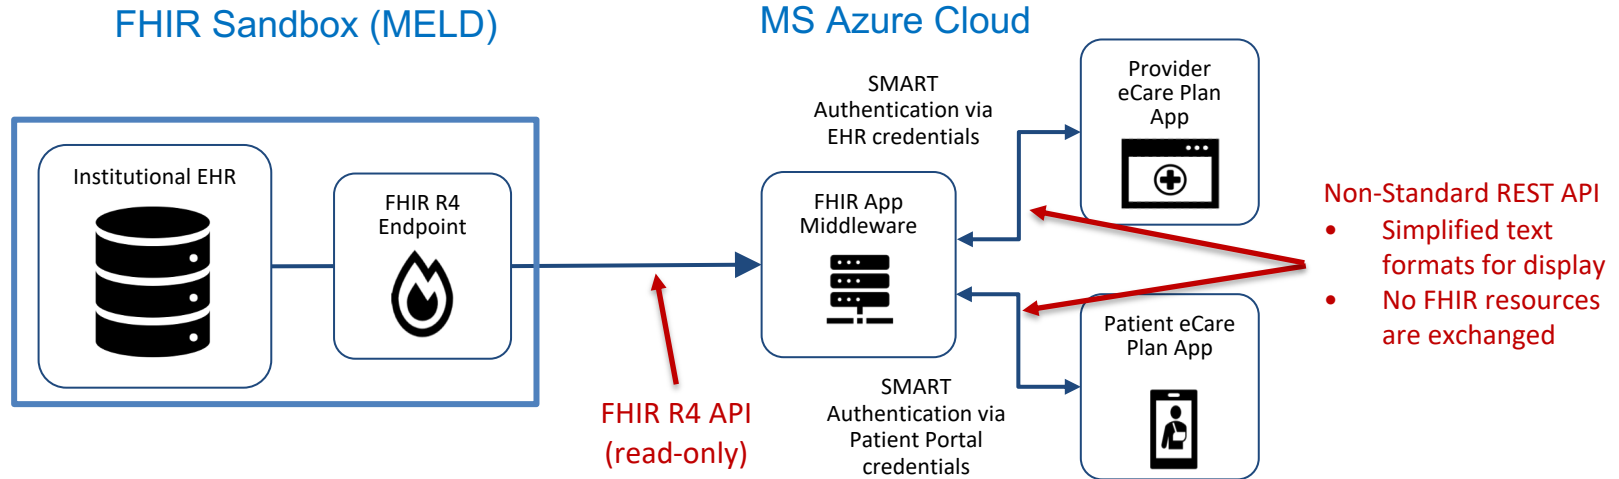 FHIR Sandbox (MELD)
MS Azure Cloud
Institutional EHR
FHIR R4
Endpoint
FHIR R4 API
(read-only)
FHIR App
Middleware
SMART
Authentication via
EHR credentials
SMART
Authentication via
Patient Portal
credentials
Provider
eCare Plan
App
Patient eCare
Plan App
Non-Standard REST API
• Simplified text
formats for display
• No FHIR resources
are exchanged